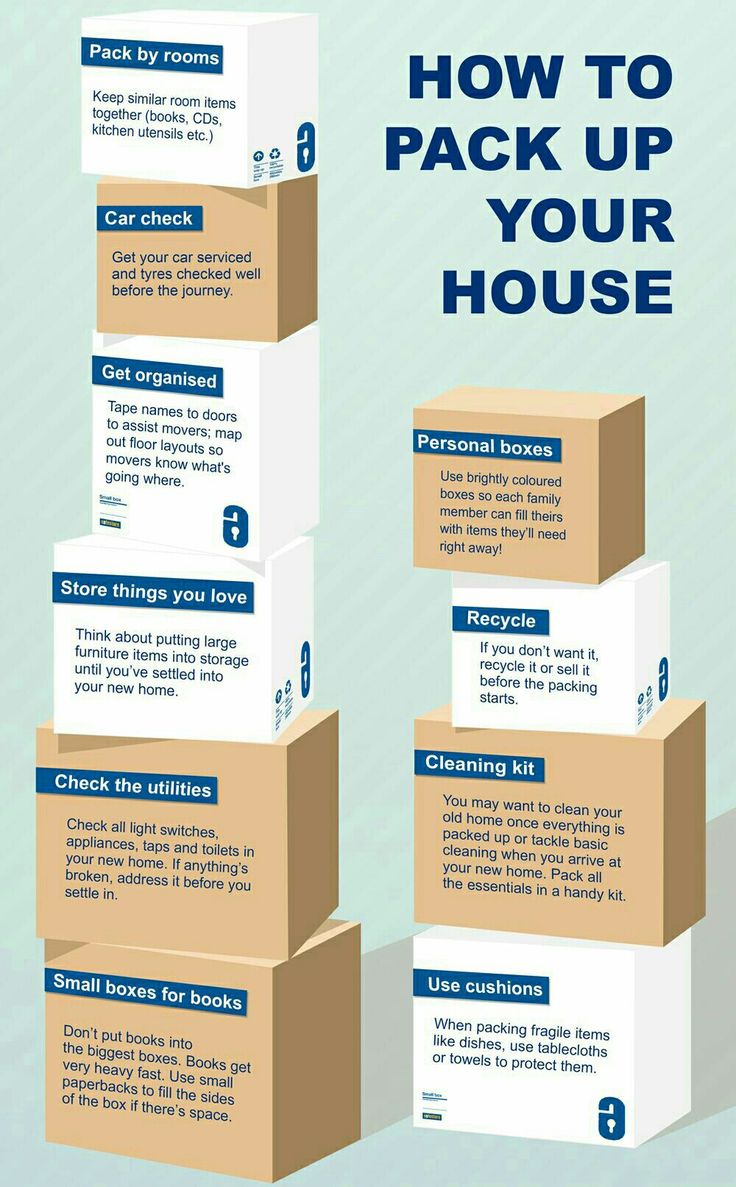 HOW TO
PACK UP
YOUR
HOUSE
Pack by rooms
Keep similar room items
together (books, CDs,
kitchen utensils etc.)
Car check
Get your car serviced
and tyres checked well
before the journey.
Get organised
Tape names to doors
to assist movers; map
out floor layouts so
movers know what's
going where.
Small box
Store things you love
Think about putting large
furniture items into storage
until you've settled into
your new home.
Check the utilities
Check all light switches,
appliances, taps and toilets in
your new home. If anything's
broken, address it before you
settle in.
Small boxes for books
Don't put books into
the biggest boxes. Books get
very heavy fast. Use small
paperbacks to fill the sides
of the box if there's space.
Personal boxes
Use brightly coloured
boxes so each family
member can fill theirs
with items they'll need
right away!
Recycle
If you don't want it,
recycle it or sell it
before the packing
starts.
Cleaning kit
You may want to clean your
old home once everything is
packed up or tackle basic
cleaning when you arrive at
your new home. Pack all
the essentials in a handy kit.
Use cushions
When packing fragile items
like dishes, use tablecloths
or towels to protect them.
Small box